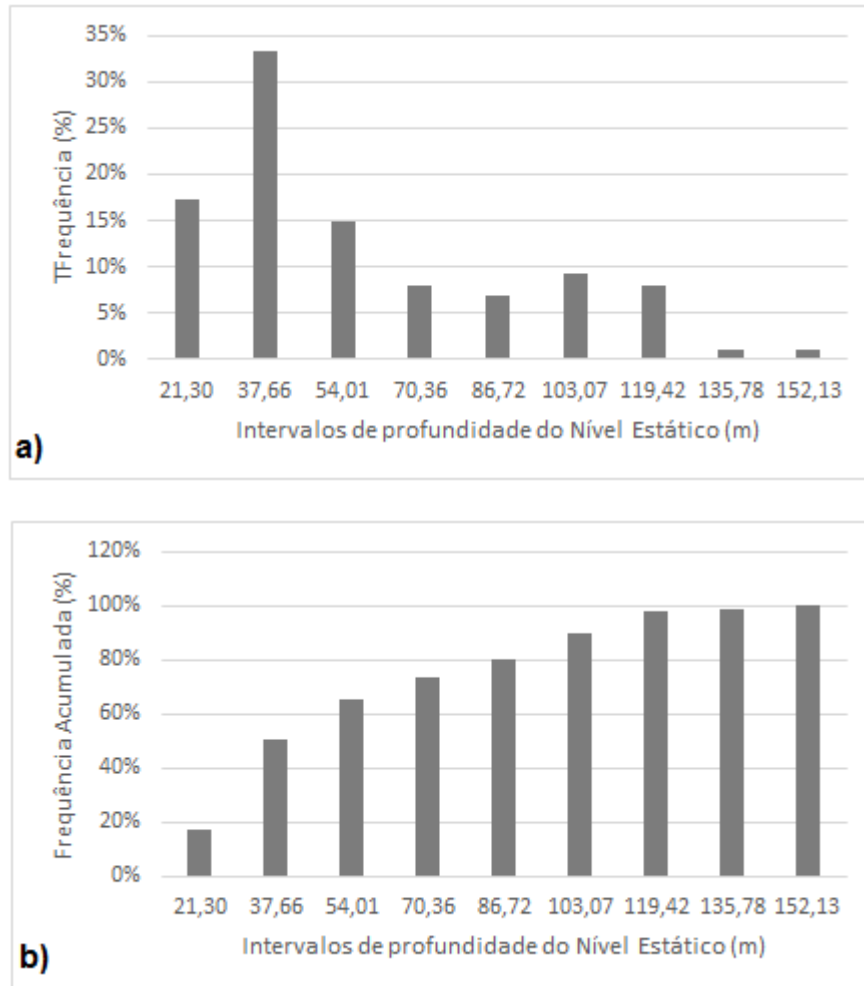 35%
30%
25%
20%
15%
10%
5%
0%
TFrequência (%)
21,30 37,66 54,01 70,36 86,72 103,07 119,42 135,78 152,13
Intervalos de profundidade do Nível Estático (m)
a)
120%
100%
80%
60%
40%
20%
0%
Frequência Acumulada (%)
21,30 37,66 54,01 70,36 86,72 103,07 119,42 135,78 152,13
Intervalos de profundidade do Nível Estático (m)
b)